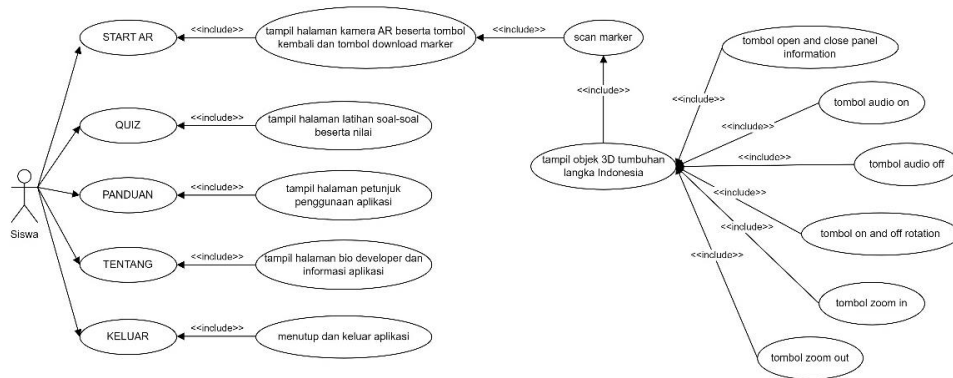 START AR
<<include>>
tampil halaman kamera AR beserta tombol
kembali dan tombol download marker
<<include>>
scan marker
<<include>>
tombol open and close panel
information
<<include>>
tombol audio on
<<include>>
QUIZ
<<include>>
tampil halaman latihan soal-soal
beserta nilai
tampil objek 3D tumbuhan
langka Indonesia
<<include>>
tombol audio off
Siswa
PANDUAN
<<include>>
tampil halaman petunjuk
penggunaan aplikasi
<<include>>
tombol on and off rotation
<<include>>
TENTANG
<<include>>
tampil halaman bio developer dan
informasi aplikasi
<<include>>
tombol zoom in
KELUAR
<<include>>
menutup dan keluar aplikasi
tombol zoom out